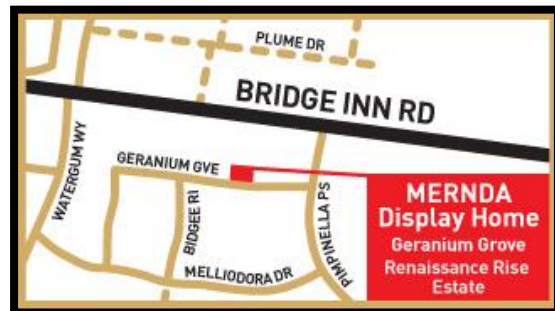 PLUME DR
BRIDGE INN RD
WATERGUM WY
GERANIUM GVE
BIDGEE RI
MELLIODORA DR
PIMPINELLA PS
MERNDA
Display Home
Geranium Grove
Renaissance Rise
Estate